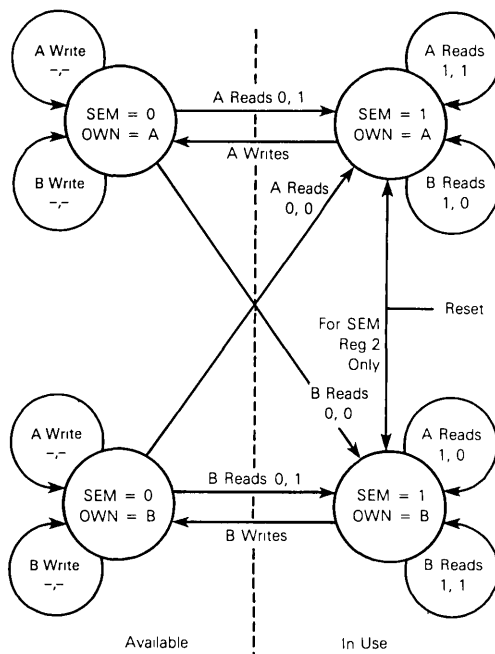 A Write
–,–
B Write
–,–
SEM = 0
OWN = A
A Reads 0, 1
A Writes
SEM = 1
OWN = A
A Reads
1, 1
B Reads
1, 0
A Reads
0, 0
For SEM
Reg 2
Only
Reset
B Reads
0, 0
A Write
–,–
B Write
–,–
SEM = 0
OWN = B
B Reads 0, 1
B Writes
SEM = 1
OWN = B
A Reads
1, 0
B Reads
1, 1
Available
In Use